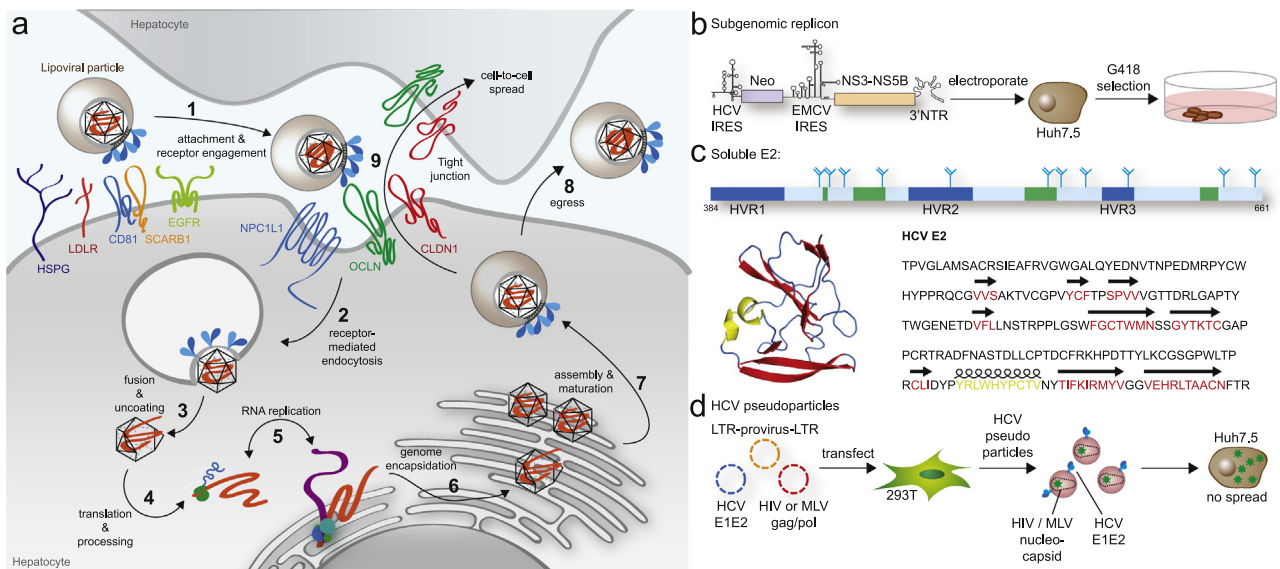 a
Hepatocyte
Lipoviral particle
1
attachment &
receptor engagement
HSPG
LDLR
CD81
SCARB1
EGFR
NPC1L1
OCLN
CLDN1
Tight
junction
cell-to-cell
spread
9
8
egress
2
receptor-
mediated
endocytosis
fusion
&
uncoating
3
4
translation
&
processing
RNA replication
5
genome
encapsidation
6
assembly &
maturation
7
Hepatocyte
b Subgenomic replicon
HCV
IRES
Neo
EMCV
IRES
NS3-NS5B
3'NTR
electroporate
Huh7.5
G418
selection
c Soluble E2:
384
HVR1
HVR2
HVR3
661
HCV E2
TPVGLAMSACRSIEAFRVGWGALQYEDNVTNPEDMRPYCW
HYPPRQCGVVSAKTVCGPVYCFTPSPVVVGTTDRLGAPTY
TWGENETDVFLLNSTRPPLGSWFGCTWMNSSGYTKTCGAP
PCRTRADFNASTDLLCPTDCFRKHPDTTYLKCGSGPWLTP
RCLIDYPYRLWHYPCTVNYTIFKIRMYVGGVEHRLTAACNFTR
d HCV pseudoparticles
LTR-provirus-LTR
HCV
E1E2
HIV or MLV
gag/pol
transfect
293T
HCV
pseudo
particles
HIV / MLV
nucleo-
capsid
HCV
E1E2
Huh7.5
no spread